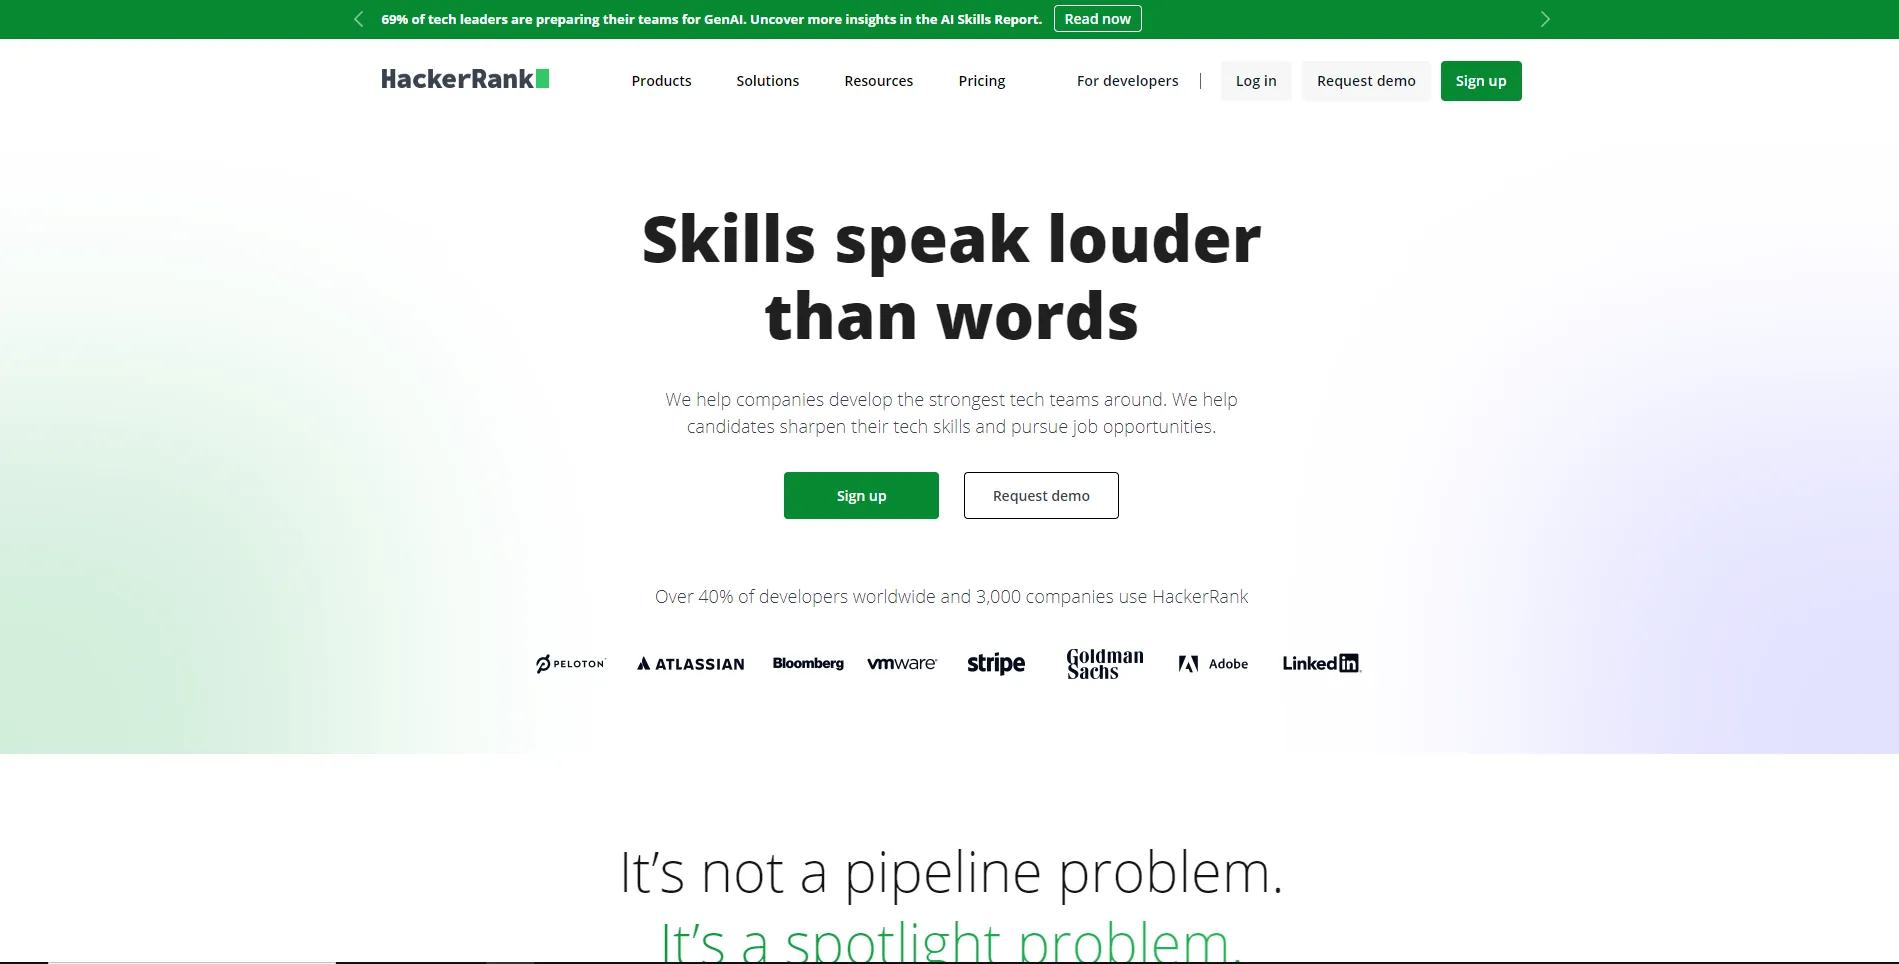 69% of tech leaders are preparing their teams for GenAI. Uncover more insights in the AI Skills Report. Read now
HackerRank Products Solutions Resources Pricing For developers Log in Request demo Sign up
Skills speak louder
than words
We help companies develop the strongest tech teams around. We help
candidates sharpen their tech skills and pursue job opportunities.
Sign up Request demo
Over 40% of developers worldwide and 3,000 companies use HackerRank
PELOTON ATLASSIAN Bloomberg vmware stripe Goldman Sachs Adobe LinkedIn
It’s not a pipeline problem.
It’s a spotlight problem.